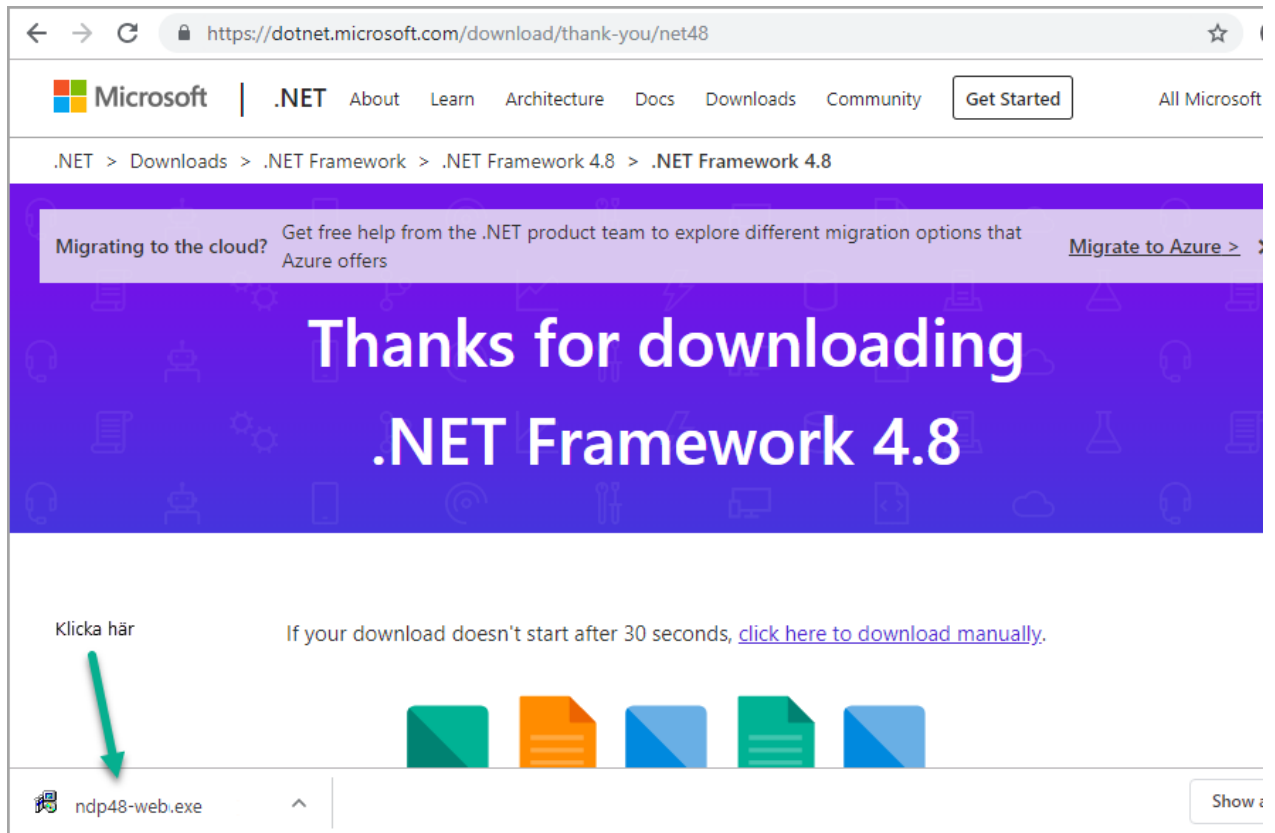 https://dotnet.microsoft.com/download/thank-you/net48
Microsoft | .NET About Learn Architecture Docs Downloads Community Get Started All Microsoft
.NET > Downloads > .NET Framework > .NET Framework 4.8 > .NET Framework 4.8
Migrating to the cloud? Get free help from the .NET product team to explore different migration options that
Azure offers
Migrate to Azure >
Thanks for downloading
.NET Framework 4.8
Klicka här
If your download doesn't start after 30 seconds, click here to download manually.
ndp48-web.exe
Show